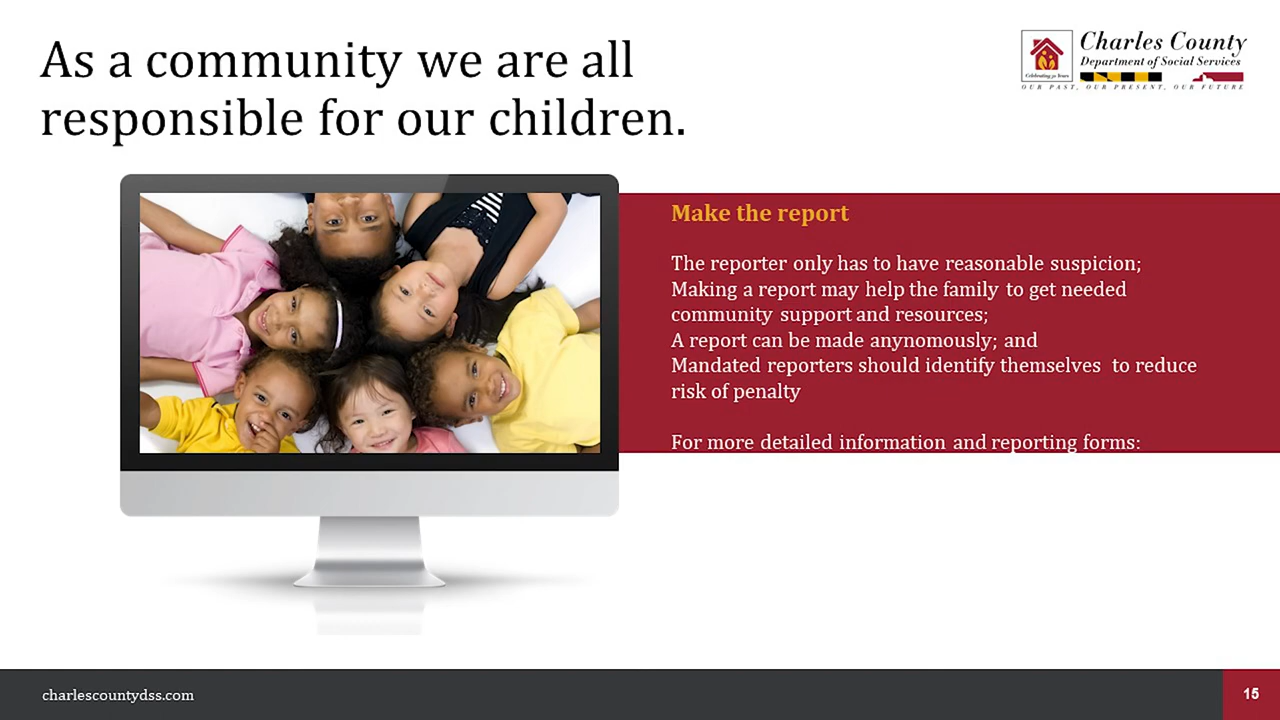 As a community we are all
responsible for our children.
Charles County
Department of Social Services
Celebrating 50 Years
OUR PAST, OUR PRESENT, OUR FUTURE
Make the report
The reporter only has to have reasonable suspicion;
Making a report may help the family to get needed
community support and resources;
A report can be made anynomously; and
Mandated reporters should identify themselves to reduce
risk of penalty
For more detailed information and reporting forms:
charlescountydss.com
15